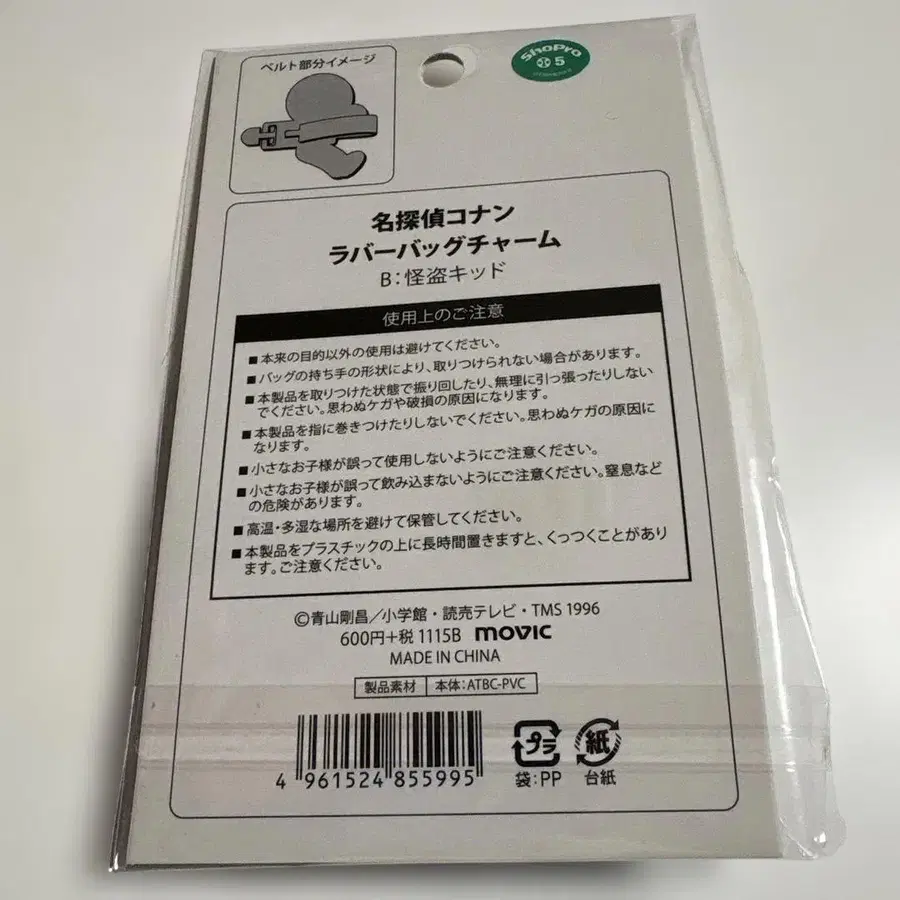 ベルト部分イメージ
ShoPro
5
名探偵コナン
ラバーバッグチャーム
B:怪盗キッド
使用上のご注意
■本来の目的以外の使用は避けてください。
■バッグの持ち手の形状により、取りつけられない場合があります。
■本製品を取りつけた状態で振り回したり、無理に引っ張ったりしない
でください。思わぬケガや破損の原因になります。
■本製品を指に巻きつけたりしないでください。思わぬケガの原因に
なります。
■小さなお子様が誤って使用しないようにご注意ください。
■小さなお子様が誤って飲み込まないようにご注意ください。窒息など
の危険があります。
■高温・多湿な場所を避けて保管してください。
■本製品をプラスチックの上に長時間置きますと、くっつくことがあり
ます。ご注意ください。
©青山剛昌/小学館・読売テレビ・TMS 1996
600円+税 1115B movic
MADE IN CHINA
製品素材 本体:ATBC-PVC
4 961524 855995
プラ 紙
袋:PP 台紙